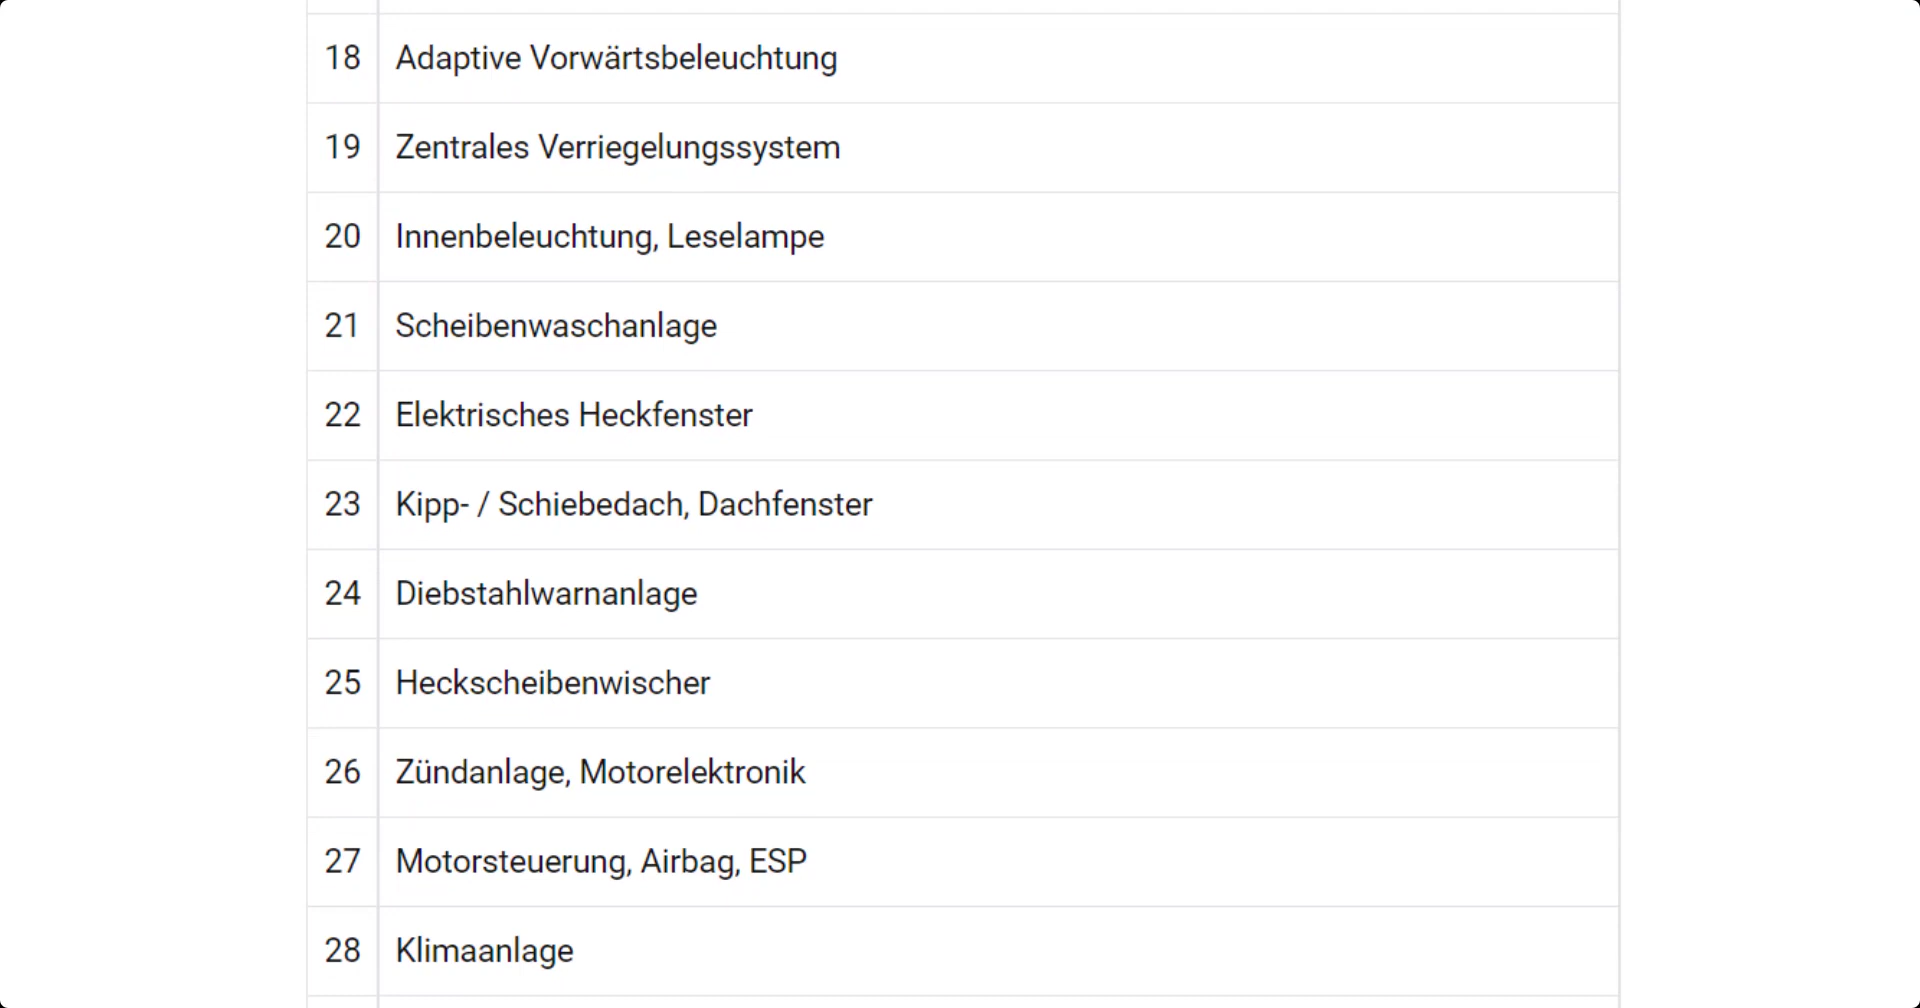 18 Adaptive Vorwärtsbeleuchtung
19 Zentrales Verriegelungssystem
20 Innenbeleuchtung, Leselampe
21 Scheibenwaschanlage
22 Elektrisches Heckfenster
23 Kipp- / Schiebedach, Dachfenster
24 Diebstahlwarnanlage
25 Heckscheibenwischer
26 Zündanlage, Motorelektronik
27 Motorsteuerung, Airbag, ESP
28 Klimaanlage